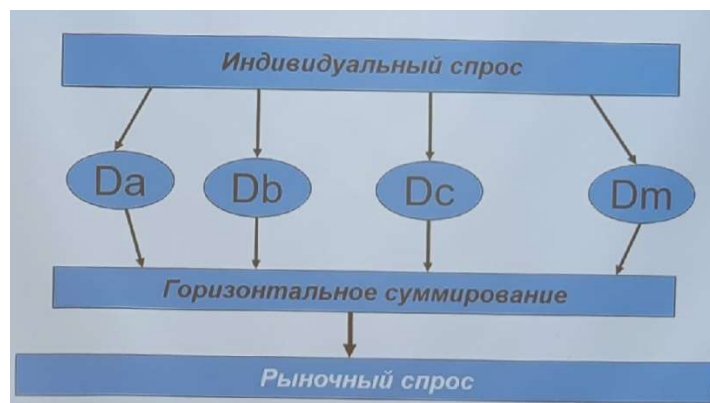 Индивидуальный спрос
Da Db Dc Dm
Горизонтальное суммирование
Рыночный спрос